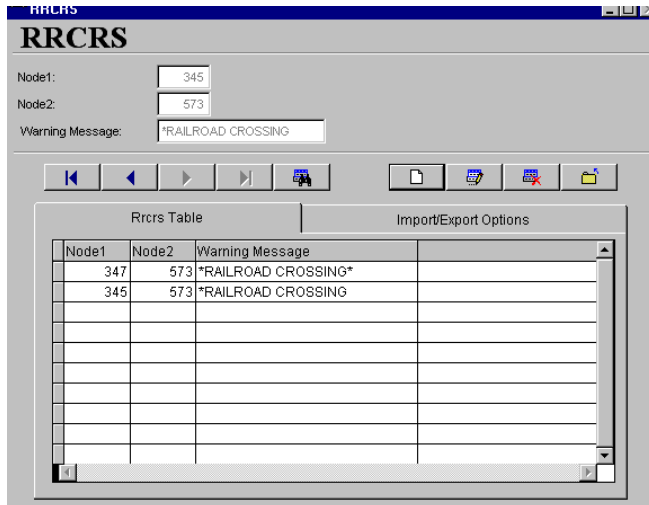 RRCRS
RRCRS
Node1: 345
Node2: 573
Warning Message: *RAILROAD CROSSING
Rrcrs Table Import/Export Options
Node1 Node2 Warning Message
347 573 *RAILROAD CROSSING*
345 573 *RAILROAD CROSSING